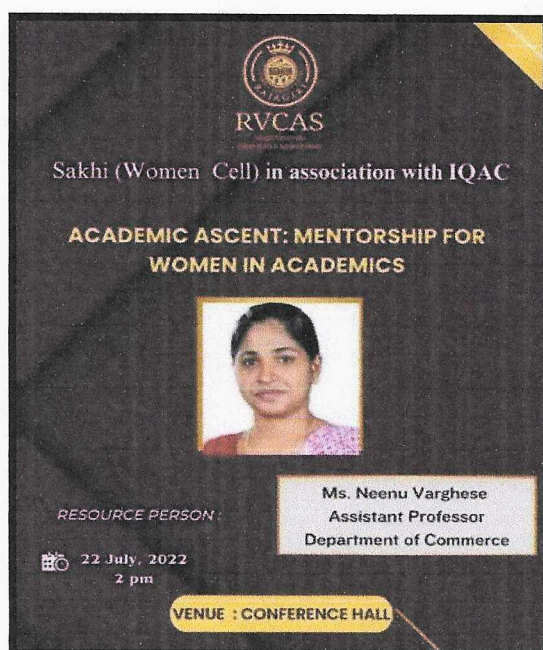 RAJAGIRI
RVCAS
Sakhi (Women Cell) in association with IQAC
ACADEMIC ASCENT: MENTORSHIP FOR
WOMEN IN ACADEMICS
Ms. Neenu Varghese
Assistant Professor
Department of Commerce
RESOURCE PERSON :
22 July, 2022
2 pm
VENUE : CONFERENCE HALL